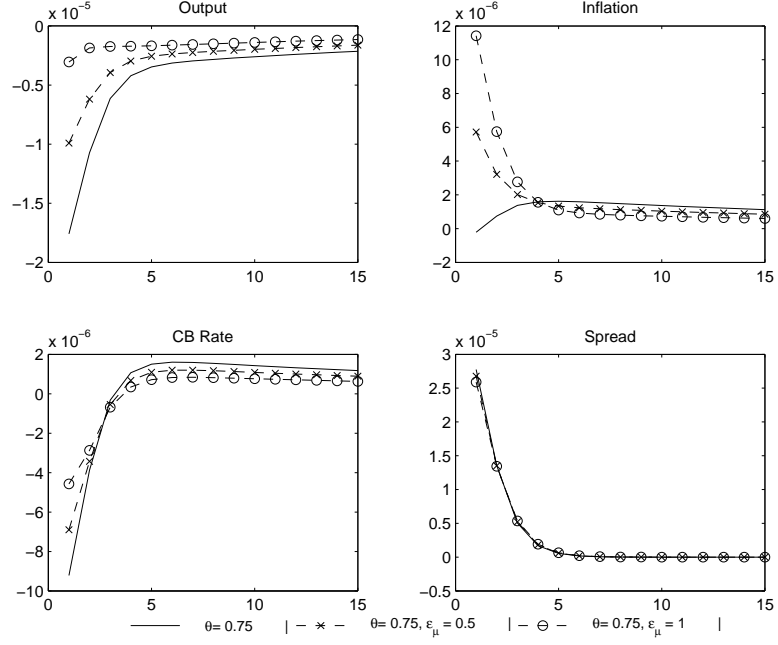 Output
Inflation
x 10⁻⁵
x 10⁻⁶
0
−0.5
−1
−1.5
−2
0 5 10 15
12
10
8
6
4
2
0
−2
0 5 10 15
CB Rate
Spread
x 10⁻⁶
x 10⁻⁵
2
0
−2
−4
−6
−8
−10
0 5 10 15
3
2.5
2
1.5
1
0.5
0
−0.5
0 5 10 15
θ= 0.75 | θ= 0.75, ε_μ = 0.5 | θ= 0.75, ε_μ = 1 |